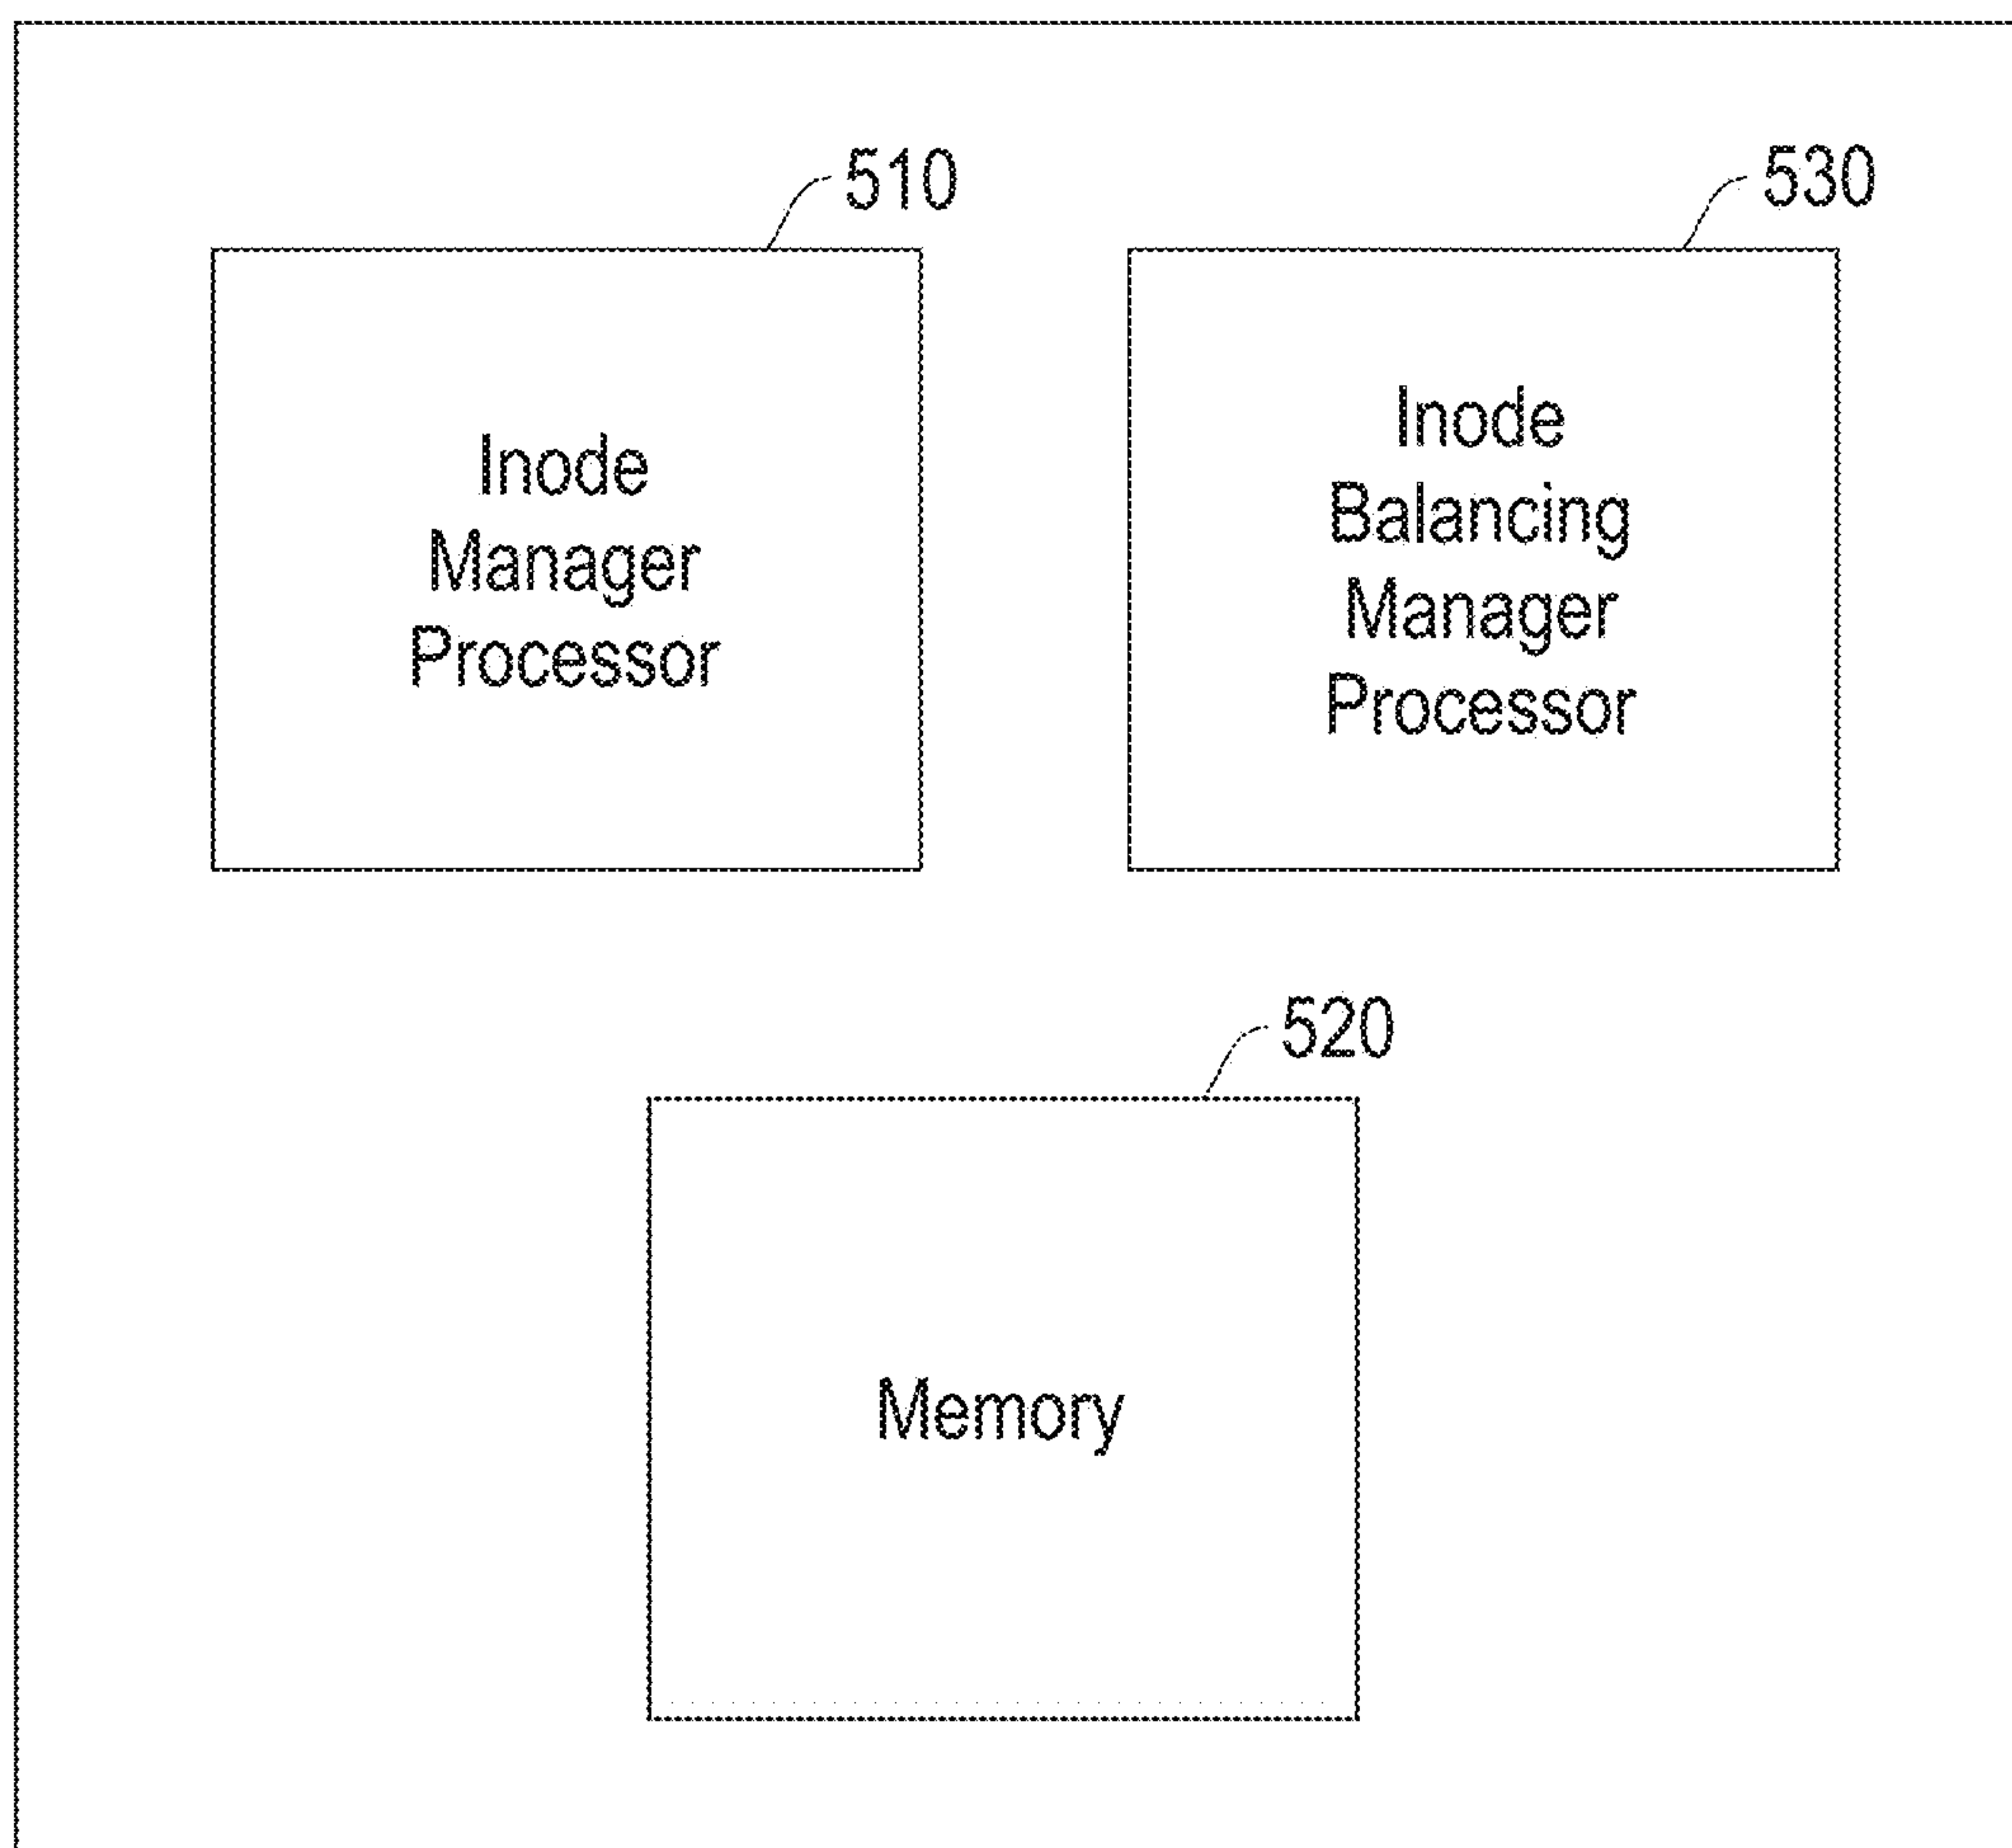 510
Inode
Manager
Processor
530
Inode
Balancing
Manager
Processor
520
Memory